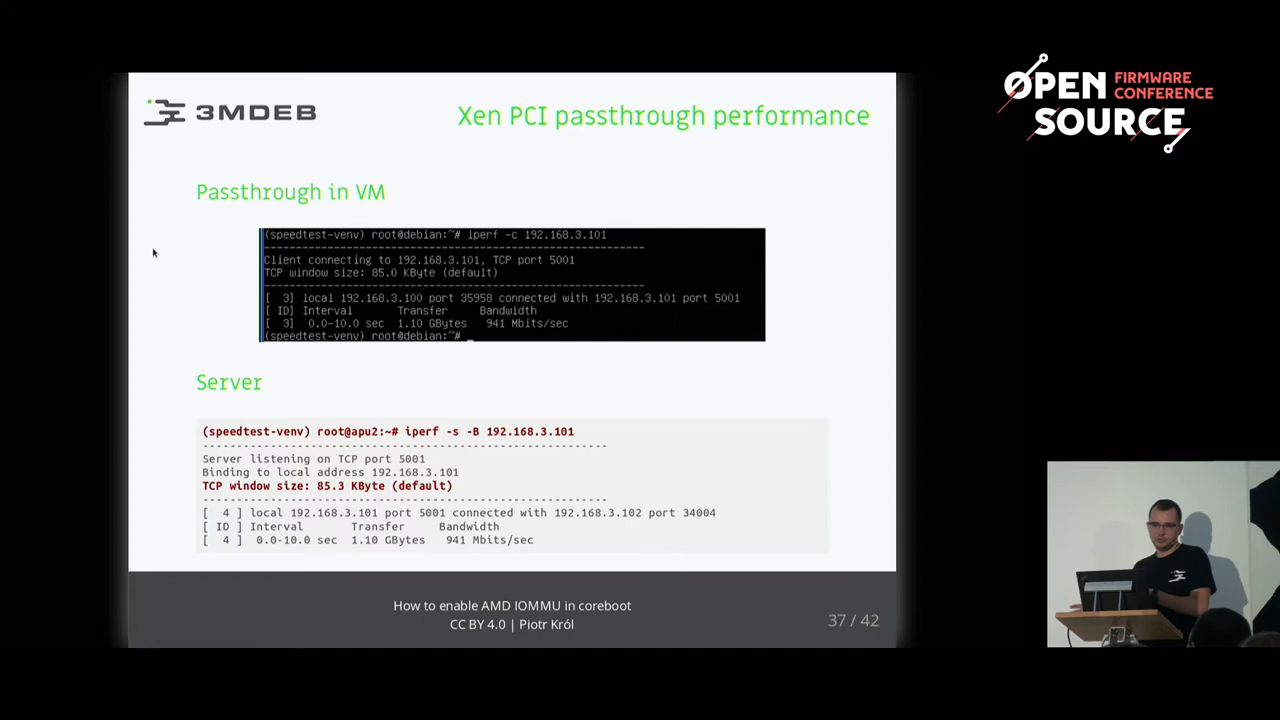 OPEN FIRMWARE
CONFERENCE
SOURCE
3MDEB
Xen PCI passthrough performance
Passthrough in VM
(speedtest-venv) root@debian:~# iperf -c 192.168.3.101
------------------------------------------------------------
Client connecting to 192.168.3.101, TCP port 5001
TCP window size: 85.0 KByte (default)
------------------------------------------------------------
[  3] local 192.168.3.100 port 35958 connected with 192.168.3.101 port 5001
[ ID] Interval       Transfer     Bandwidth
[  3]  0.0-10.0 sec  1.10 GBytes   941 Mbits/sec
(speedtest-venv) root@debian:~# _
Server
(speedtest-venv) root@apu2:~# iperf -s -B 192.168.3.101
------------------------------------------------------------
Server listening on TCP port 5001
Binding to local address 192.168.3.101
TCP window size: 85.3 KByte (default)
------------------------------------------------------------
[  4 ] local 192.168.3.101 port 5001 connected with 192.168.3.102 port 34004
[ ID ] Interval       Transfer     Bandwidth
[  4 ]  0.0-10.0 sec  1.10 GBytes   941 Mbits/sec
How to enable AMD IOMMU in coreboot
CC BY 4.0 | Piotr Król
37 / 42